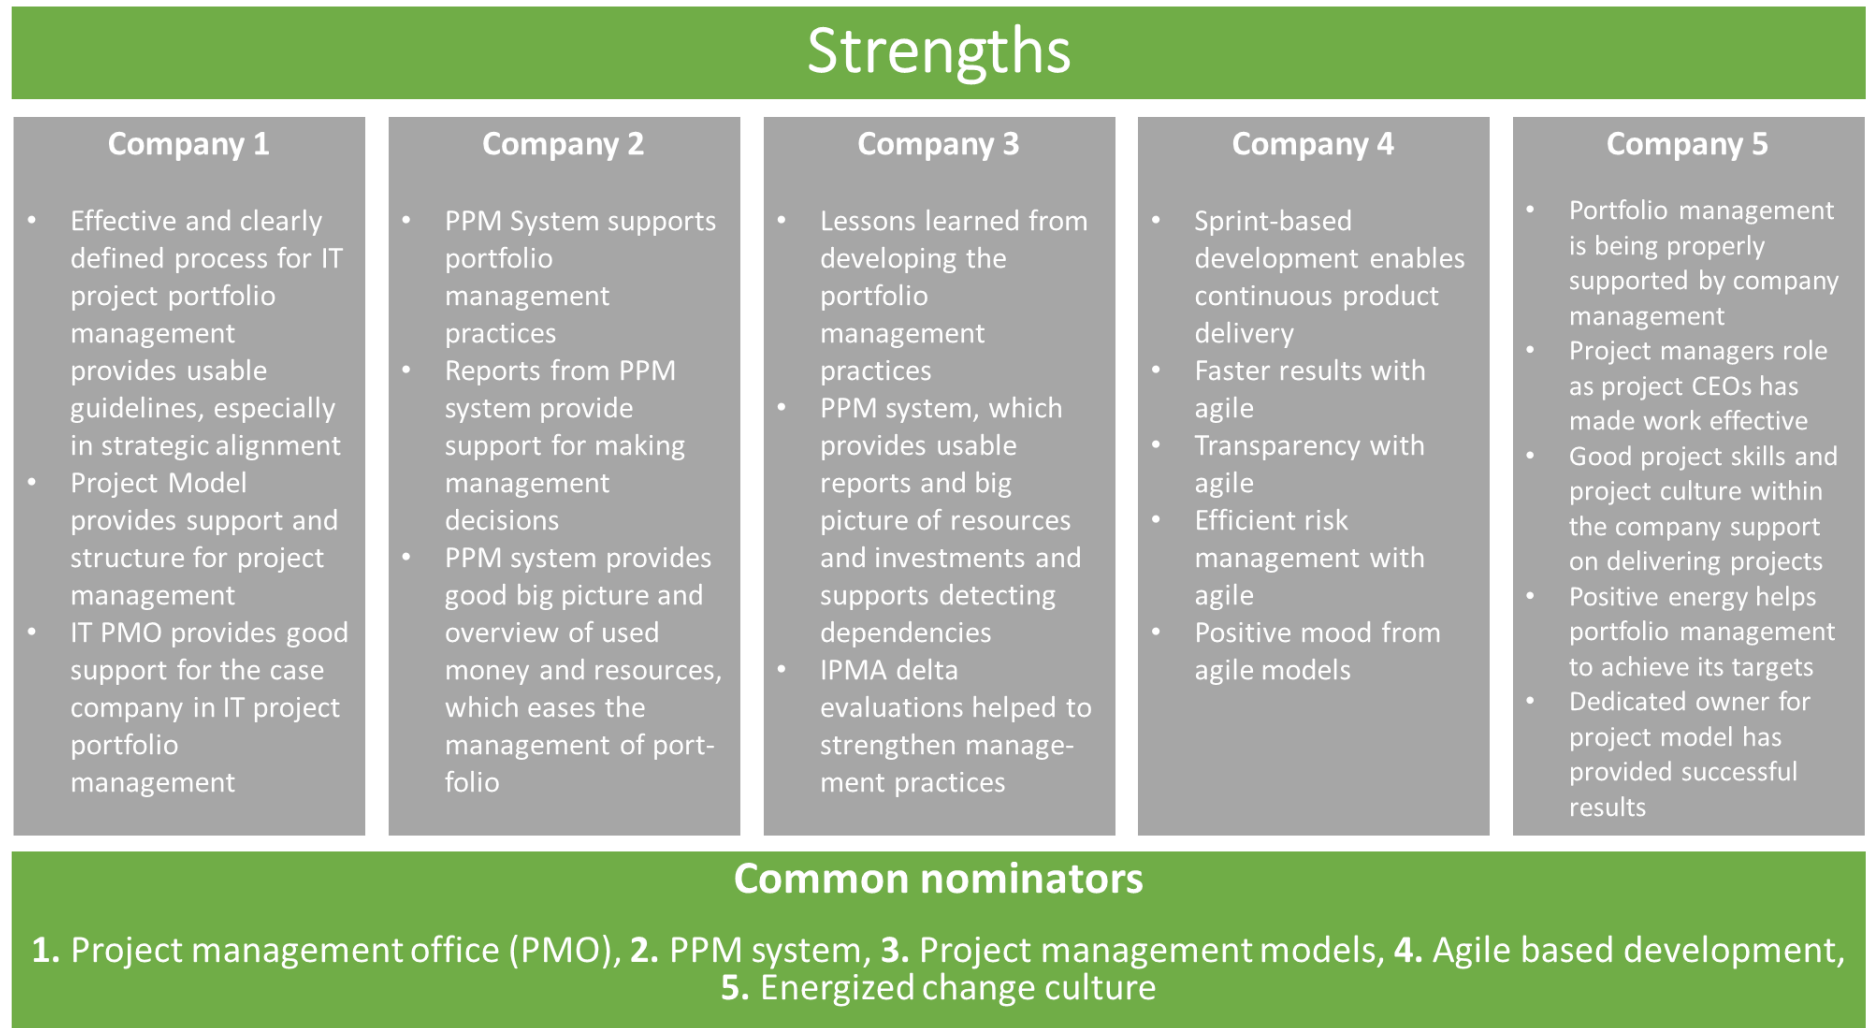 Strengths
Company 1
• Effective and clearly
defined process for IT
project portfolio
management
provides usable
guidelines, especially
in strategic alignment
• Project Model
provides support and
structure for project
management
• IT PMO provides good
support for the case
company in IT project
portfolio
management
Company 2
• PPM System supports
portfolio
management
practices
• Reports from PPM
system provide
support for making
management
decisions
• PPM system provides
good big picture and
overview of used
money and resources,
which eases the
management of port-
folio
Company 3
• Lessons learned from
developing the
portfolio
management
practices
• PPM system, which
provides usable
reports and big
picture of resources
and investments and
supports detecting
dependencies
• IPMA delta
evaluations helped to
strengthen manage-
ment practices
Company 4
• Sprint-based
development enables
continuous product
delivery
• Faster results with
agile
• Transparency with
agile
• Efficient risk
management with
agile
• Positive mood from
agile models
Company 5
• Portfolio management
is being properly
supported by company
management
• Project managers role
as project CEOs has
made work effective
• Good project skills and
project culture within
the company support
on delivering projects
• Positive energy helps
portfolio management
to achieve its targets
• Dedicated owner for
project model has
provided successful
results
Common nominators
1. Project management office (PMO), 2. PPM system, 3. Project management models, 4. Agile based development,
5. Energized change culture